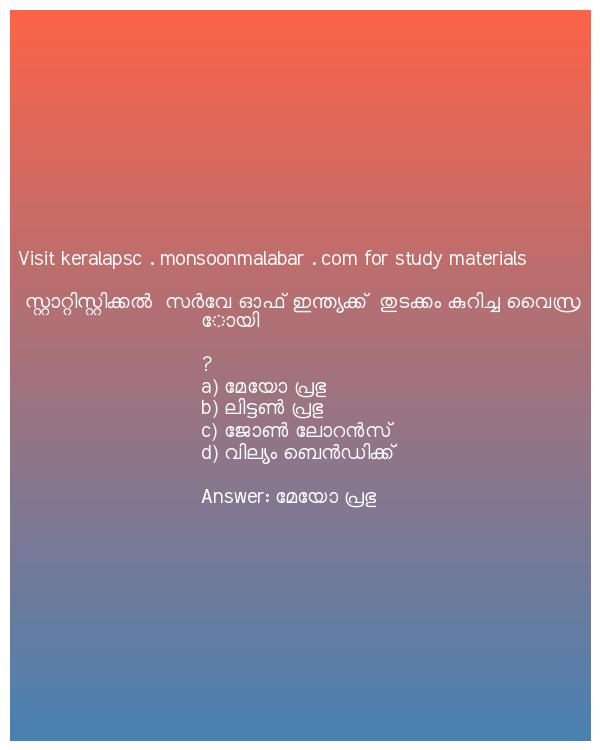 Visit keralapsc . monsoonmalabar . com for study materials
സ്റ്റാറ്റിസ്റ്റിക്കൽ സർവേ ഓഫ് ഇന്ത്യക്ക് തുടക്കം കുറിച്ച വൈസ്ര
ോയി
?
a) മേയോ പ്രഭു
b) ലിട്ടൺ പ്രഭു
c) ജോൺ ലോറൻസ്
d) വില്യം ബെൻഡിക്ക്
Answer: മേയോ പ്രഭു